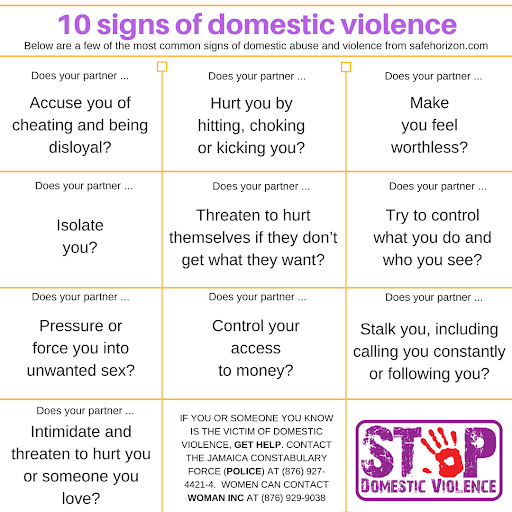 10 signs of domestic violence
Below are a few of the most common signs of domestic abuse and violence from safehorizon.com
Does your partner ...
Accuse you of
cheating and being
disloyal?
Does your partner ...
Hurt you by
hitting, choking
or kicking you?
Does your partner ...
Make
you feel
worthless?
Does your partner ...
Isolate
you?
Does your partner ...
Threaten to hurt
themselves if they don't
get what they want?
Does your partner ...
Try to control
what you do and
who you see?
Does your partner ...
Pressure or
force you into
unwanted sex?
Does your partner ...
Control your
access
to money?
Does your partner ...
Stalk you, including
calling you constantly
or following you?
Does your partner ...
Intimidate and
threaten to hurt you
or someone you
love?
IF YOU OR SOMEONE YOU KNOW
IS THE VICTIM OF DOMESTIC
VIOLENCE, GET HELP. CONTACT
THE JAMAICA CONSTABULARY
FORCE (POLICE) AT (876) 927-
4421-4. WOMEN CAN CONTACT
WOMAN INC AT (876) 929-9038
STOP
DOMESTIC VIOLENCE